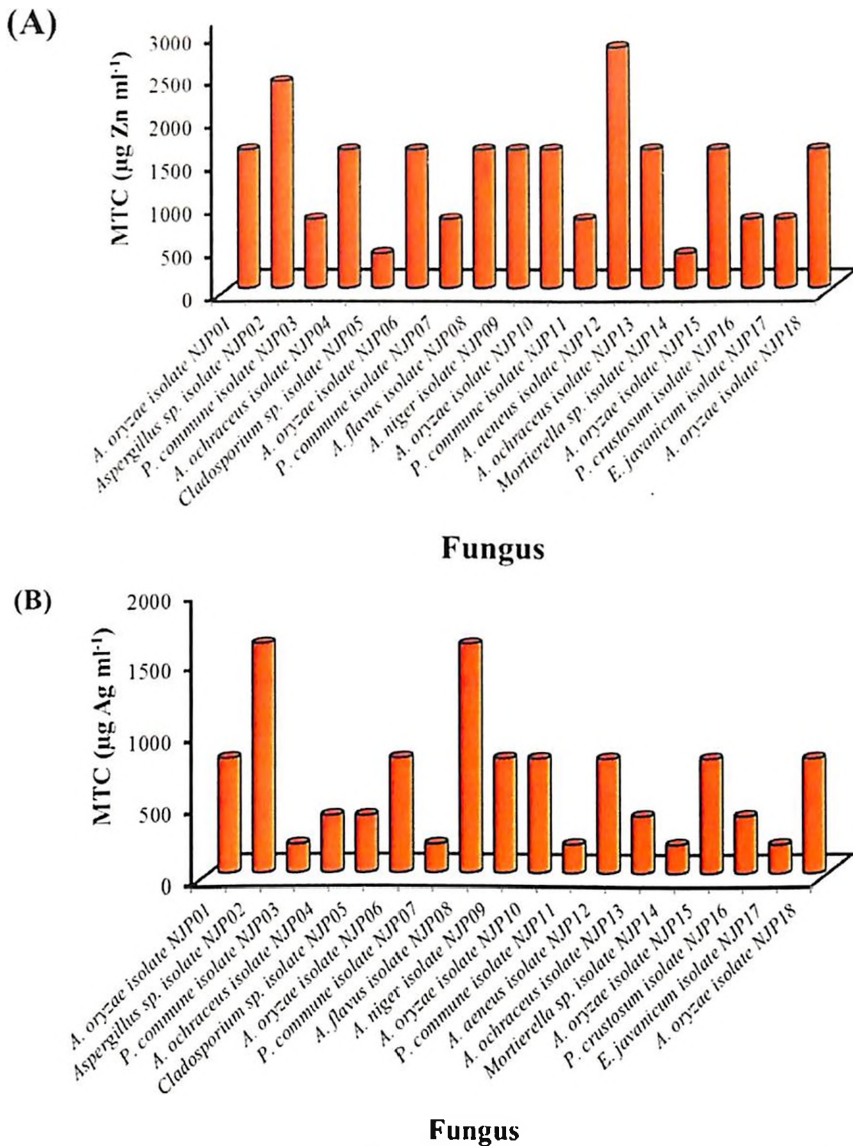 (A)
MTC (µg Zn ml⁻¹)
3000
2500
2000
1500
1000
500
0
A. oryzae isolate NJP01
Aspergillus sp. isolate NJP02
P. commune isolate NJP03
A. ochraceus isolate NJP04
Cladosporium sp. isolate NJP05
A. oryzae isolate NJP06
P. commune isolate NJP07
A. flavus isolate NJP08
A. niger isolate NJP09
A. oryzae isolate NJP10
P. commune isolate NJP11
A. aeneus isolate NJP12
A. ochraceus isolate NJP13
Mortierella sp. isolate NJP14
A. oryzae isolate NJP15
P. crustosum isolate NJP16
E. javanicum isolate NJP17
A. oryzae isolate NJP18
Fungus
(B)
MTC (µg Ag ml⁻¹)
2000
1500
1000
500
0
A. oryzae isolate NJP01
Aspergillus sp. isolate NJP02
P. commune isolate NJP03
A. ochraceus isolate NJP04
Cladosporium sp. isolate NJP05
A. oryzae isolate NJP06
P. commune isolate NJP07
A. flavus isolate NJP08
A. niger isolate NJP09
A. oryzae isolate NJP10
P. commune isolate NJP11
A. aeneus isolate NJP12
A. ochraceus isolate NJP13
Mortierella sp. isolate NJP14
A. oryzae isolate NJP15
P. crustosum isolate NJP16
E. javanicum isolate NJP17
A. oryzae isolate NJP18
Fungus